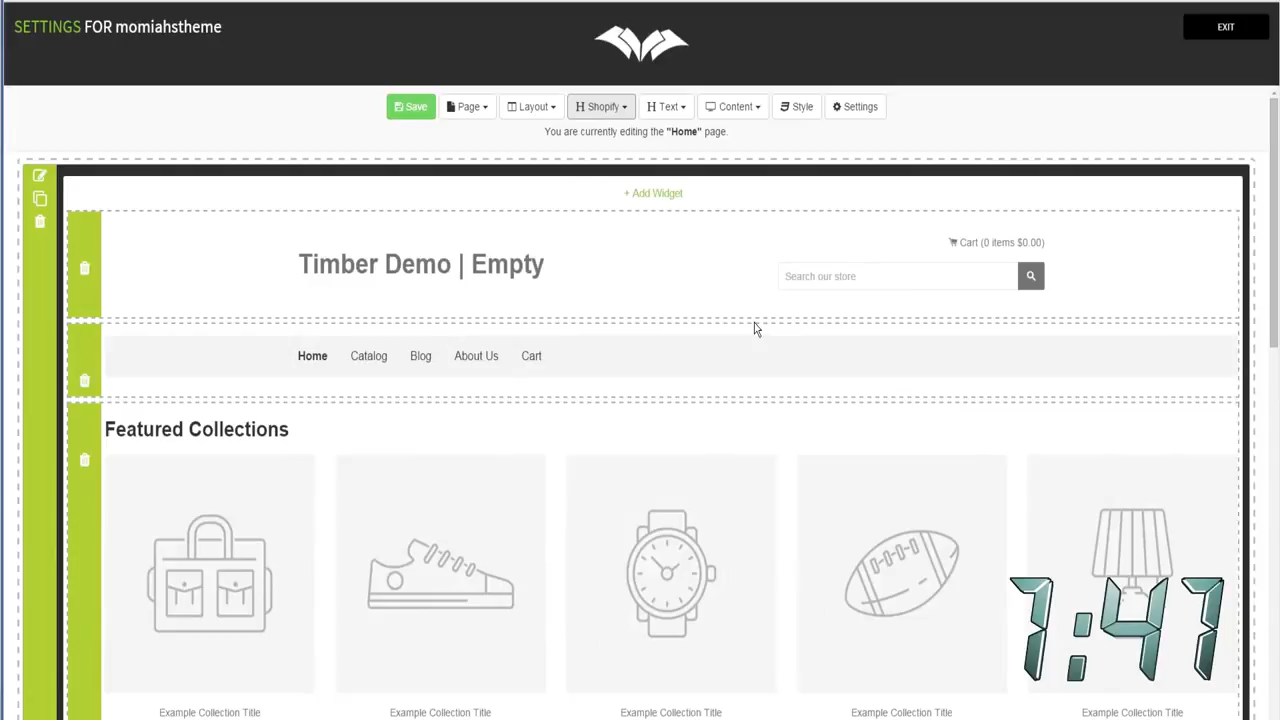 SETTINGS FOR momiahstheme
EXIT
Save Page Layout Shopify Text Content Style Settings
You are currently editing the "Home" page.
+ Add Widget
Timber Demo | Empty
Cart (0 items $0.00)
Search our store
Home Catalog Blog About Us Cart
Featured Collections
7:47
Example Collection Title Example Collection Title Example Collection Title Example Collection Title Example Collection Title